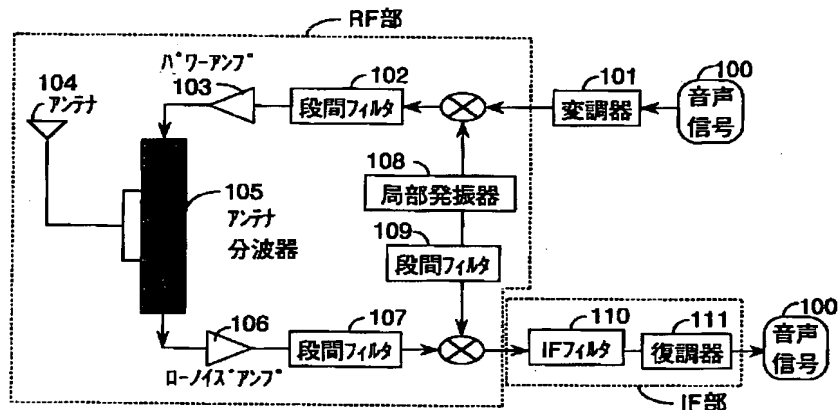 RF部
パワーアンプ
104
アンテナ
103
102
段間フィルタ
101
変調器
100
音声
信号
108
局部発振器
105
アンテナ
分波器
109
段間フィルタ
106
ローノイズアンプ
107
段間フィルタ
110
IFフィルタ
111
復調器
100
音声
信号
IF部